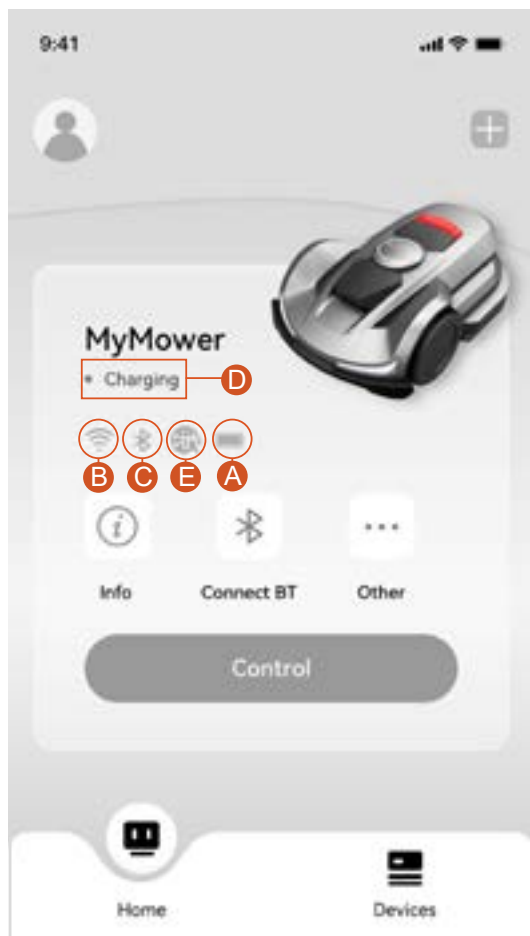 9:41
MyMower
• Charging
D
B C E A
Info Connect BT Other
Control
Home Devices